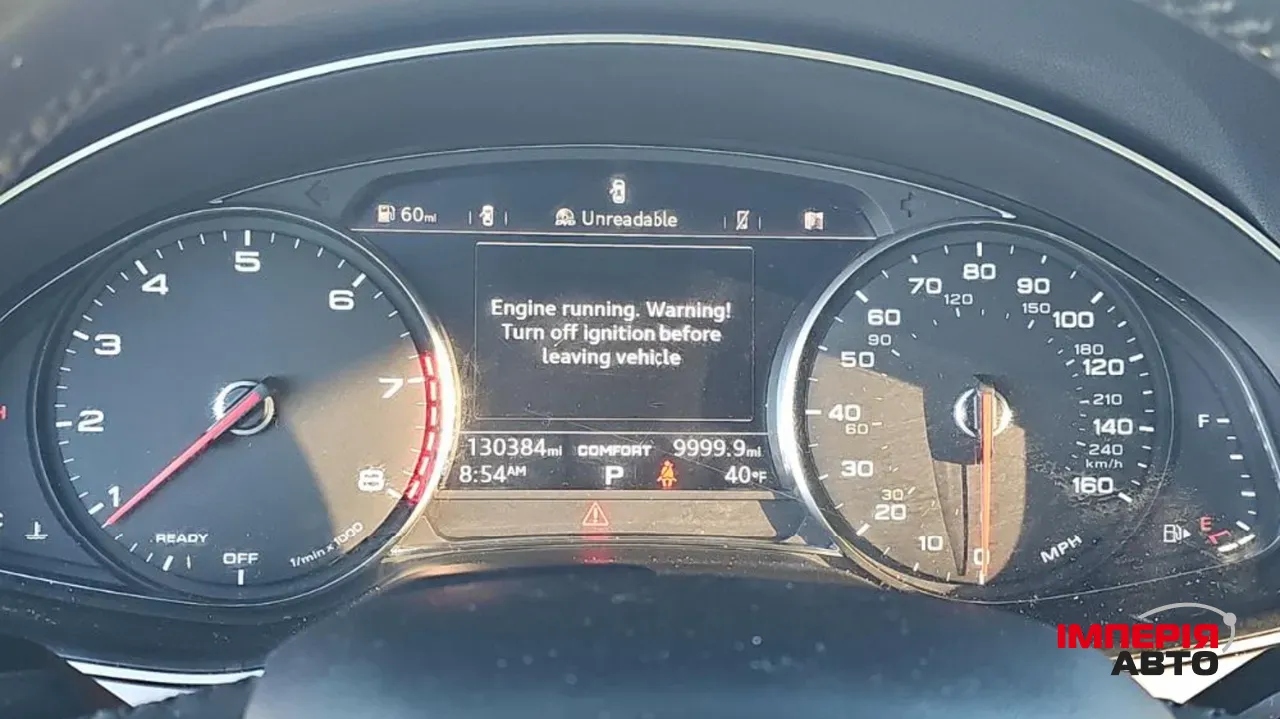 60mi
Unreadable
Engine running. Warning!
Turn off ignition before
leaving vehicle
130384mi COMFORT 9999.9mi
8:54AM P 40°F
1 2 3 4 5 6 7 8
READY
OFF
1/min x 1000
0 10 20 30 40 50 60 70 80 90 100 120 140 160
30 60 90 120 150 180 210 240
km/h
MPH
F
E
H
ІМПЕРІЯ
АВТО